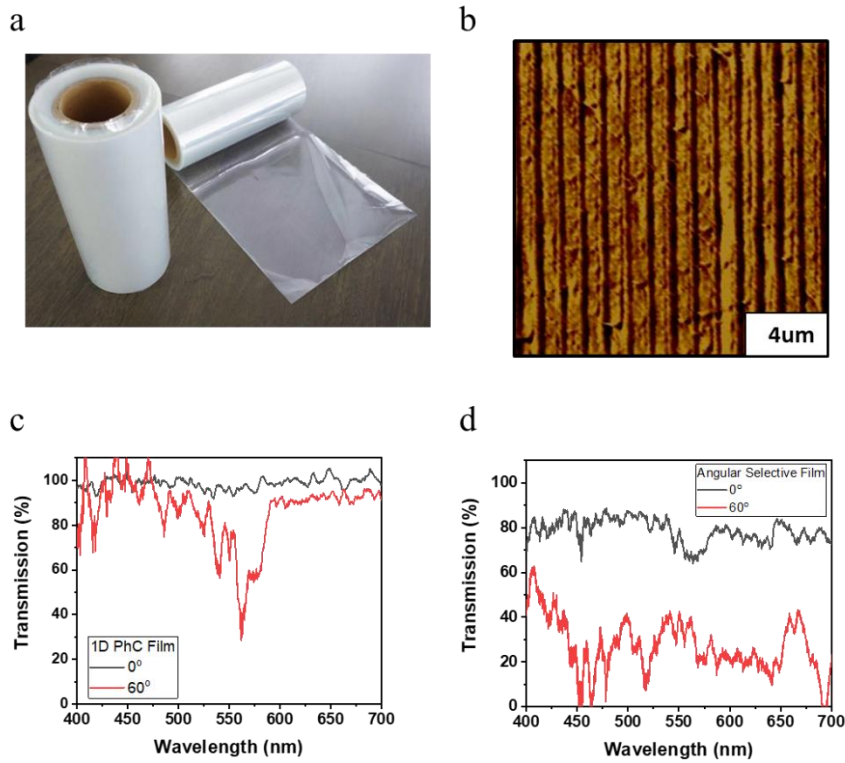 a
b
4um
c
d
Transmission (%)
100
80
60
40
20
0
1D PhC Film
0°
60°
400 450 500 550 600 650 700
Wavelength (nm)
Transmission (%)
100
80
60
40
20
0
Angular Selective Film
0°
60°
400 450 500 550 600 650 700
Wavelength (nm)